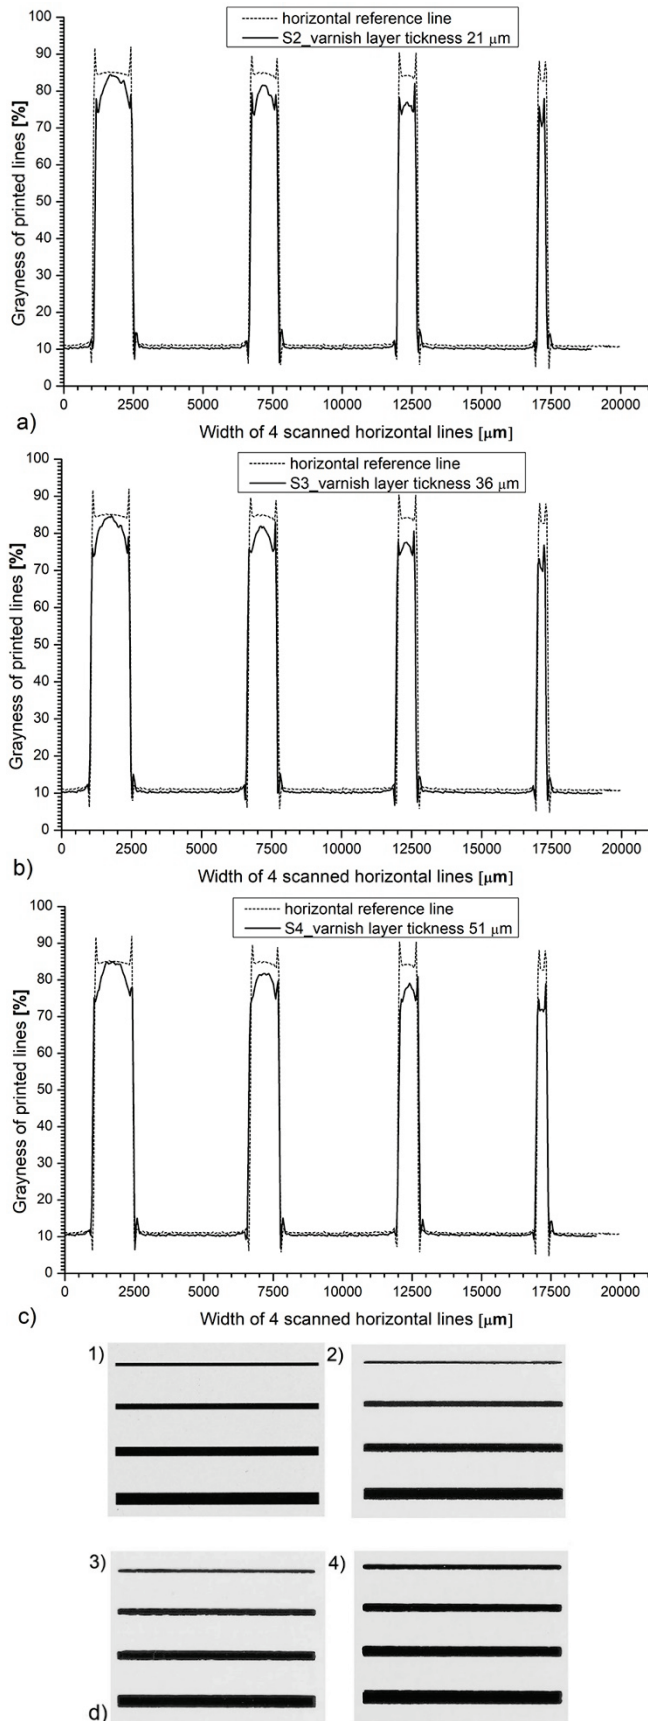 horizontal reference line
S2_varnish layer tickness 21 μm
Grayness of printed lines [%]
100
90
80
70
60
50
40
30
20
10
0
0 2500 5000 7500 10000 12500 15000 17500 20000
a)
Width of 4 scanned horizontal lines [μm]
horizontal reference line
S3_varnish layer tickness 36 μm
Grayness of printed lines [%]
100
90
80
70
60
50
40
30
20
10
0
0 2500 5000 7500 10000 12500 15000 17500 20000
b)
Width of 4 scanned horizontal lines [μm]
horizontal reference line
S4_varnish layer tickness 51 μm
Grayness of printed lines [%]
100
90
80
70
60
50
40
30
20
10
0
0 2500 5000 7500 10000 12500 15000 17500 20000
c)
Width of 4 scanned horizontal lines [μm]
1)
2)
3)
4)
d)